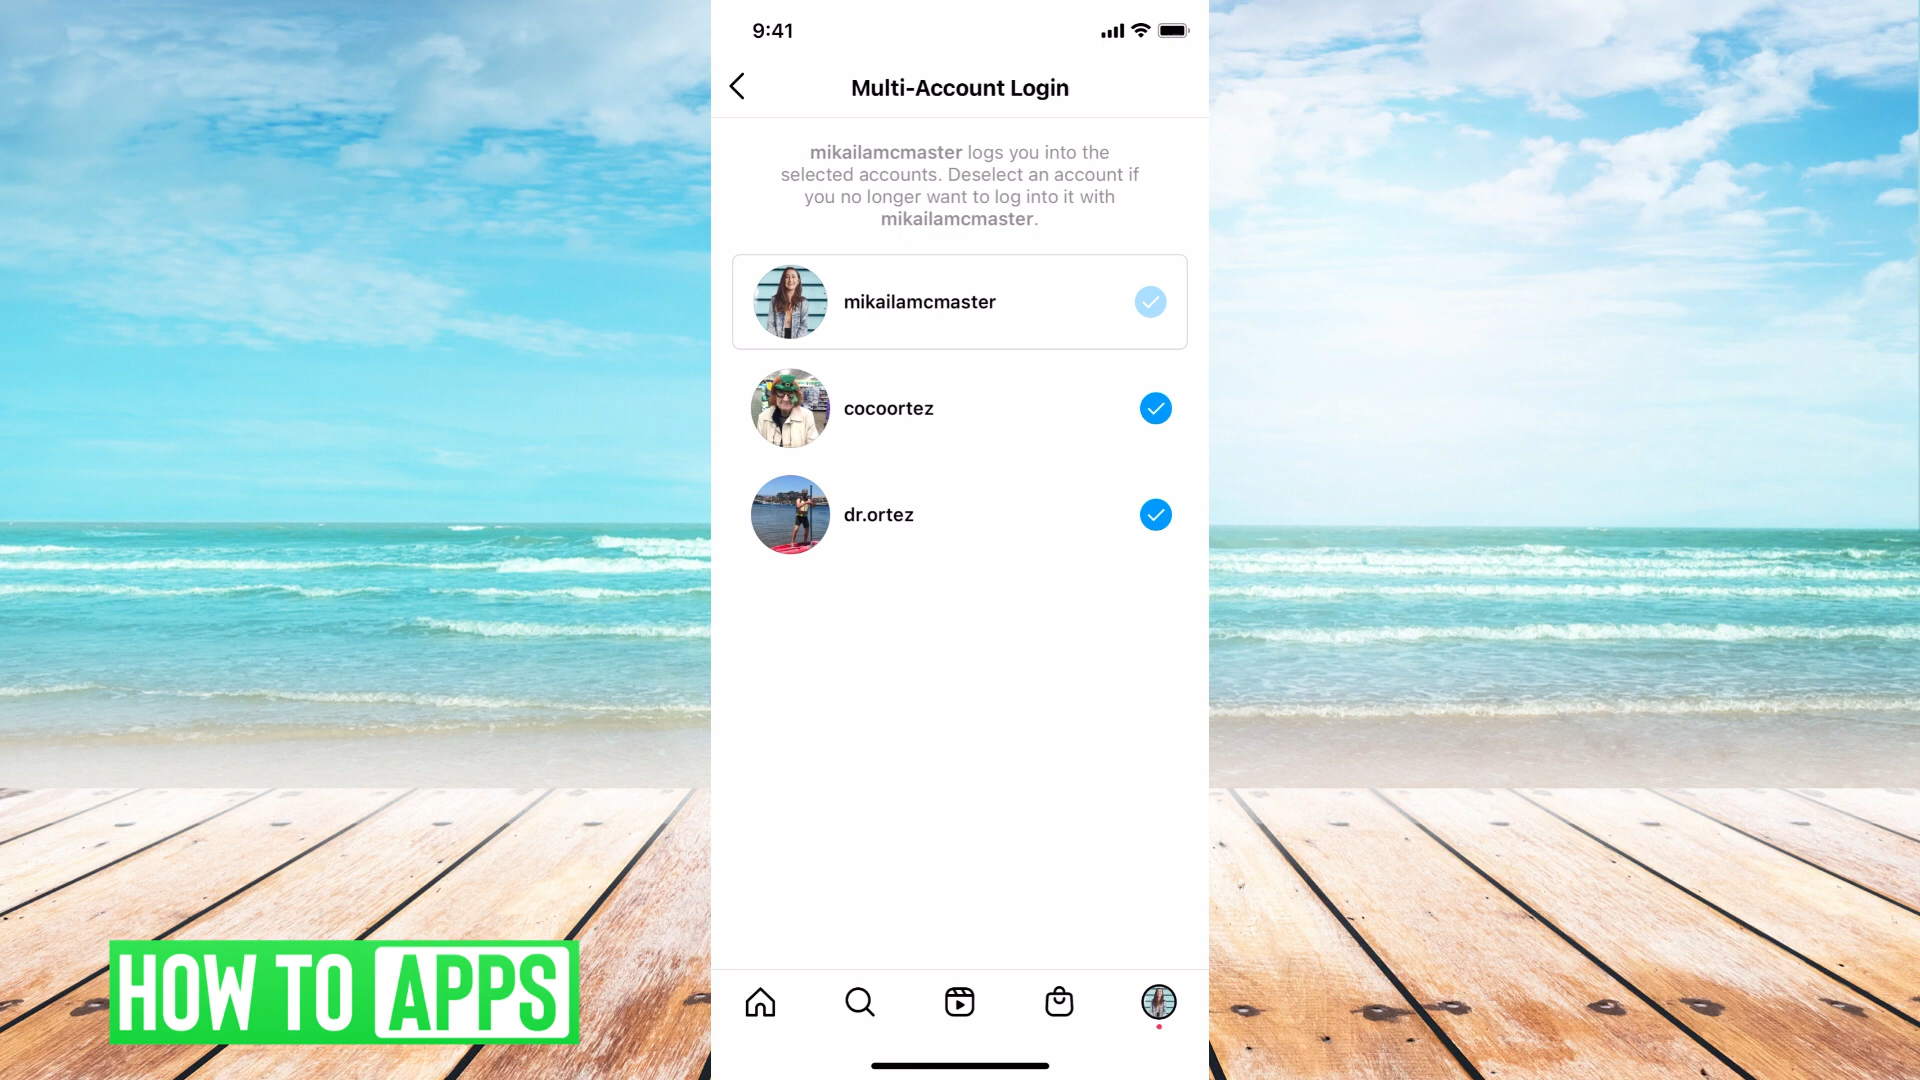 9:41
Multi-Account Login
mikailamcmaster logs you into the
selected accounts. Deselect an account if
you no longer want to log into it with
mikailamcmaster.
mikailamcmaster
cocoortez
dr.ortez
HOW TO APPS